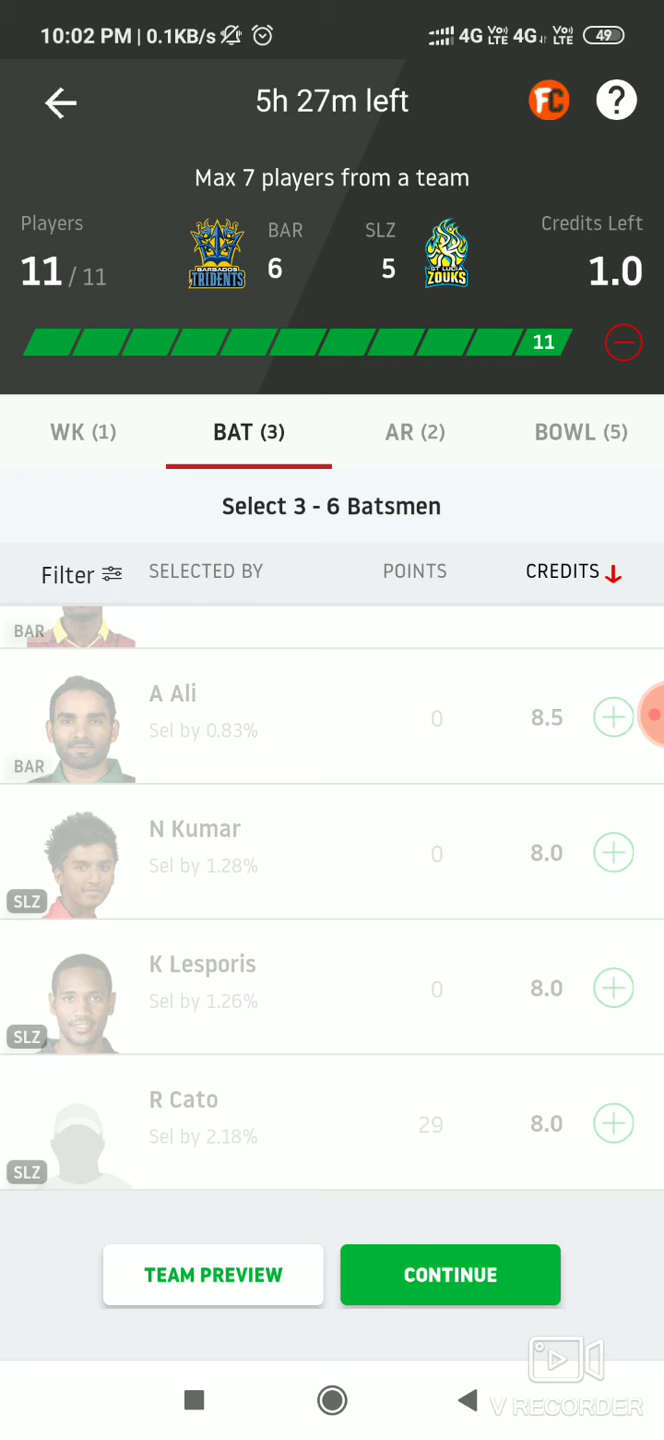 10:02 PM | 0.1KB/s 4G Vo) LTE 4G Vo) LTE 49
5h 27m left FC ?
Max 7 players from a team
Players BAR SLZ Credits Left
11 / 11 6 5 1.0
BARBADOS TRIDENTS ST LUCIA ZOUKS
11
WK (1) BAT (3) AR (2) BOWL (5)
Select 3 - 6 Batsmen
Filter SELECTED BY POINTS CREDITS
BAR
A Ali
Sel by 0.83% 0 8.5
BAR
N Kumar
Sel by 1.28% 0 8.0
SLZ
K Lesporis
Sel by 1.26% 0 8.0
SLZ
R Cato
Sel by 2.18% 29 8.0
SLZ
TEAM PREVIEW CONTINUE
V RECORDER